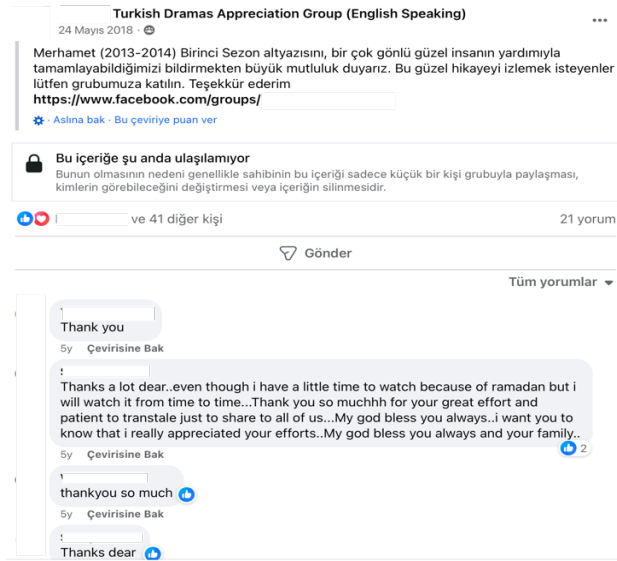 Turkish Dramas Appreciation Group (English Speaking)
24 Mayıs 2018 ·
Merhamet (2013-2014) Birinci Sezon altyazısını, bir çok gönlü güzel insanın yardımıyla
tamamlayabildiğimizi bildirmekten büyük mutluluk duyarız. Bu güzel hikayeyi izlemek isteyenler
lütfen grubumuza katılın. Teşekkür ederim
https://www.facebook.com/groups/
· Aslına bak · Bu çeviriye puan ver
Bu içeriğe şu anda ulaşılamıyor
Bunun olmasının nedeni genellikle sahibinin bu içeriği sadece küçük bir kişi grubuyla paylaşması,
kimlerin görebileceğini değiştirmesi veya içeriğin silinmesidir.
ve 41 diğer kişi
21 yorum
Gönder
Tüm yorumlar
Thank you
5y Çevirisine Bak
Thanks a lot dear..even though i have a little time to watch because of ramadan but i
will watch it from time to time...Thank you so muchhh for your great effort and
patient to transtale just to share to all of us...My god bless you always..i want you to
know that i really appreciated your efforts..My god bless you always and your family..
2
5y Çevirisine Bak
thankyou so much
5y Çevirisine Bak
Thanks dear